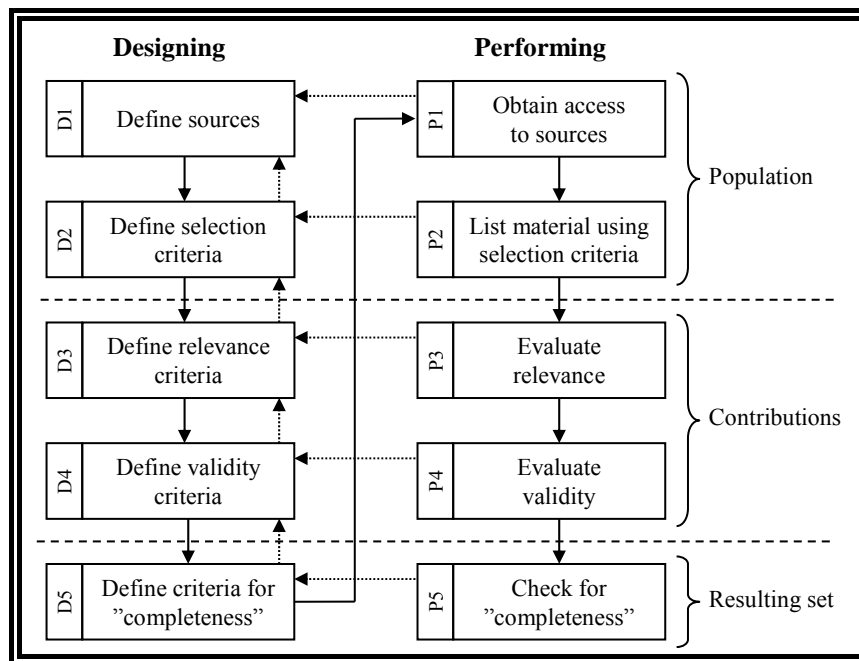 Designing
Performing
D1
Define sources
P1
Obtain access
to sources
Population
D2
Define selection
criteria
P2
List material using
selection criteria
D3
Define relevance
criteria
P3
Evaluate
relevance
Contributions
D4
Define validity
criteria
P4
Evaluate
validity
D5
Define criteria for
”completeness”
P5
Check for
”completeness”
Resulting set